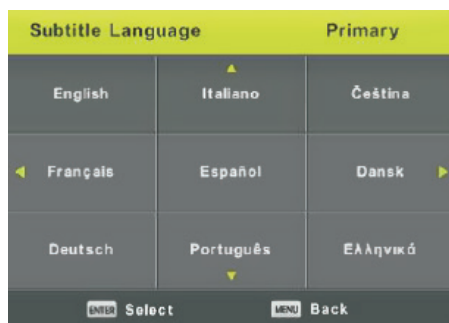 Subtitle Language Primary
English Italiano Čeština
Français Español Dansk
Deutsch Português Ελληνικά
ENTER Select MENU Back